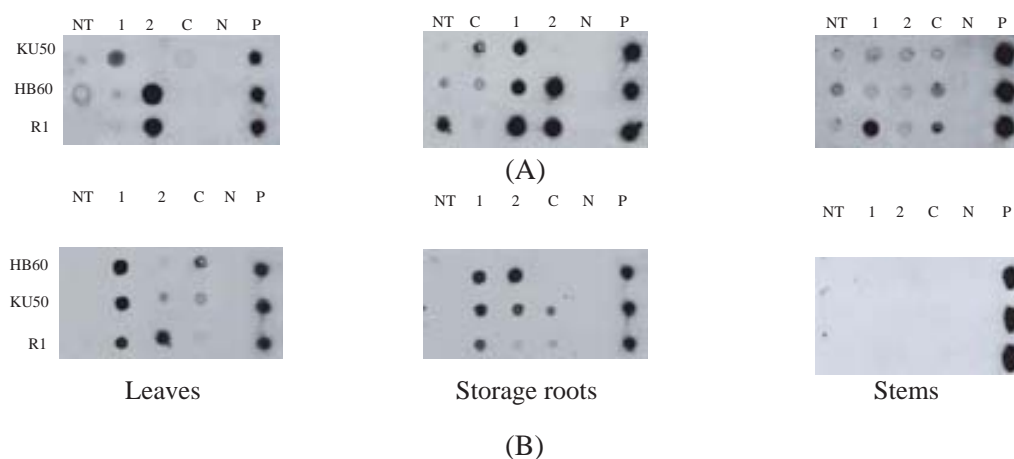 NT 1 2 C N P
NT C 1 2 N P
NT 1 2 C N P
KU50
HB60
R1
(A)
NT 1 2 C N P
1 2 C N P
NT 1 2 C N P
HB60
KU50
R1
Leaves
Storage roots
Stems
(B)